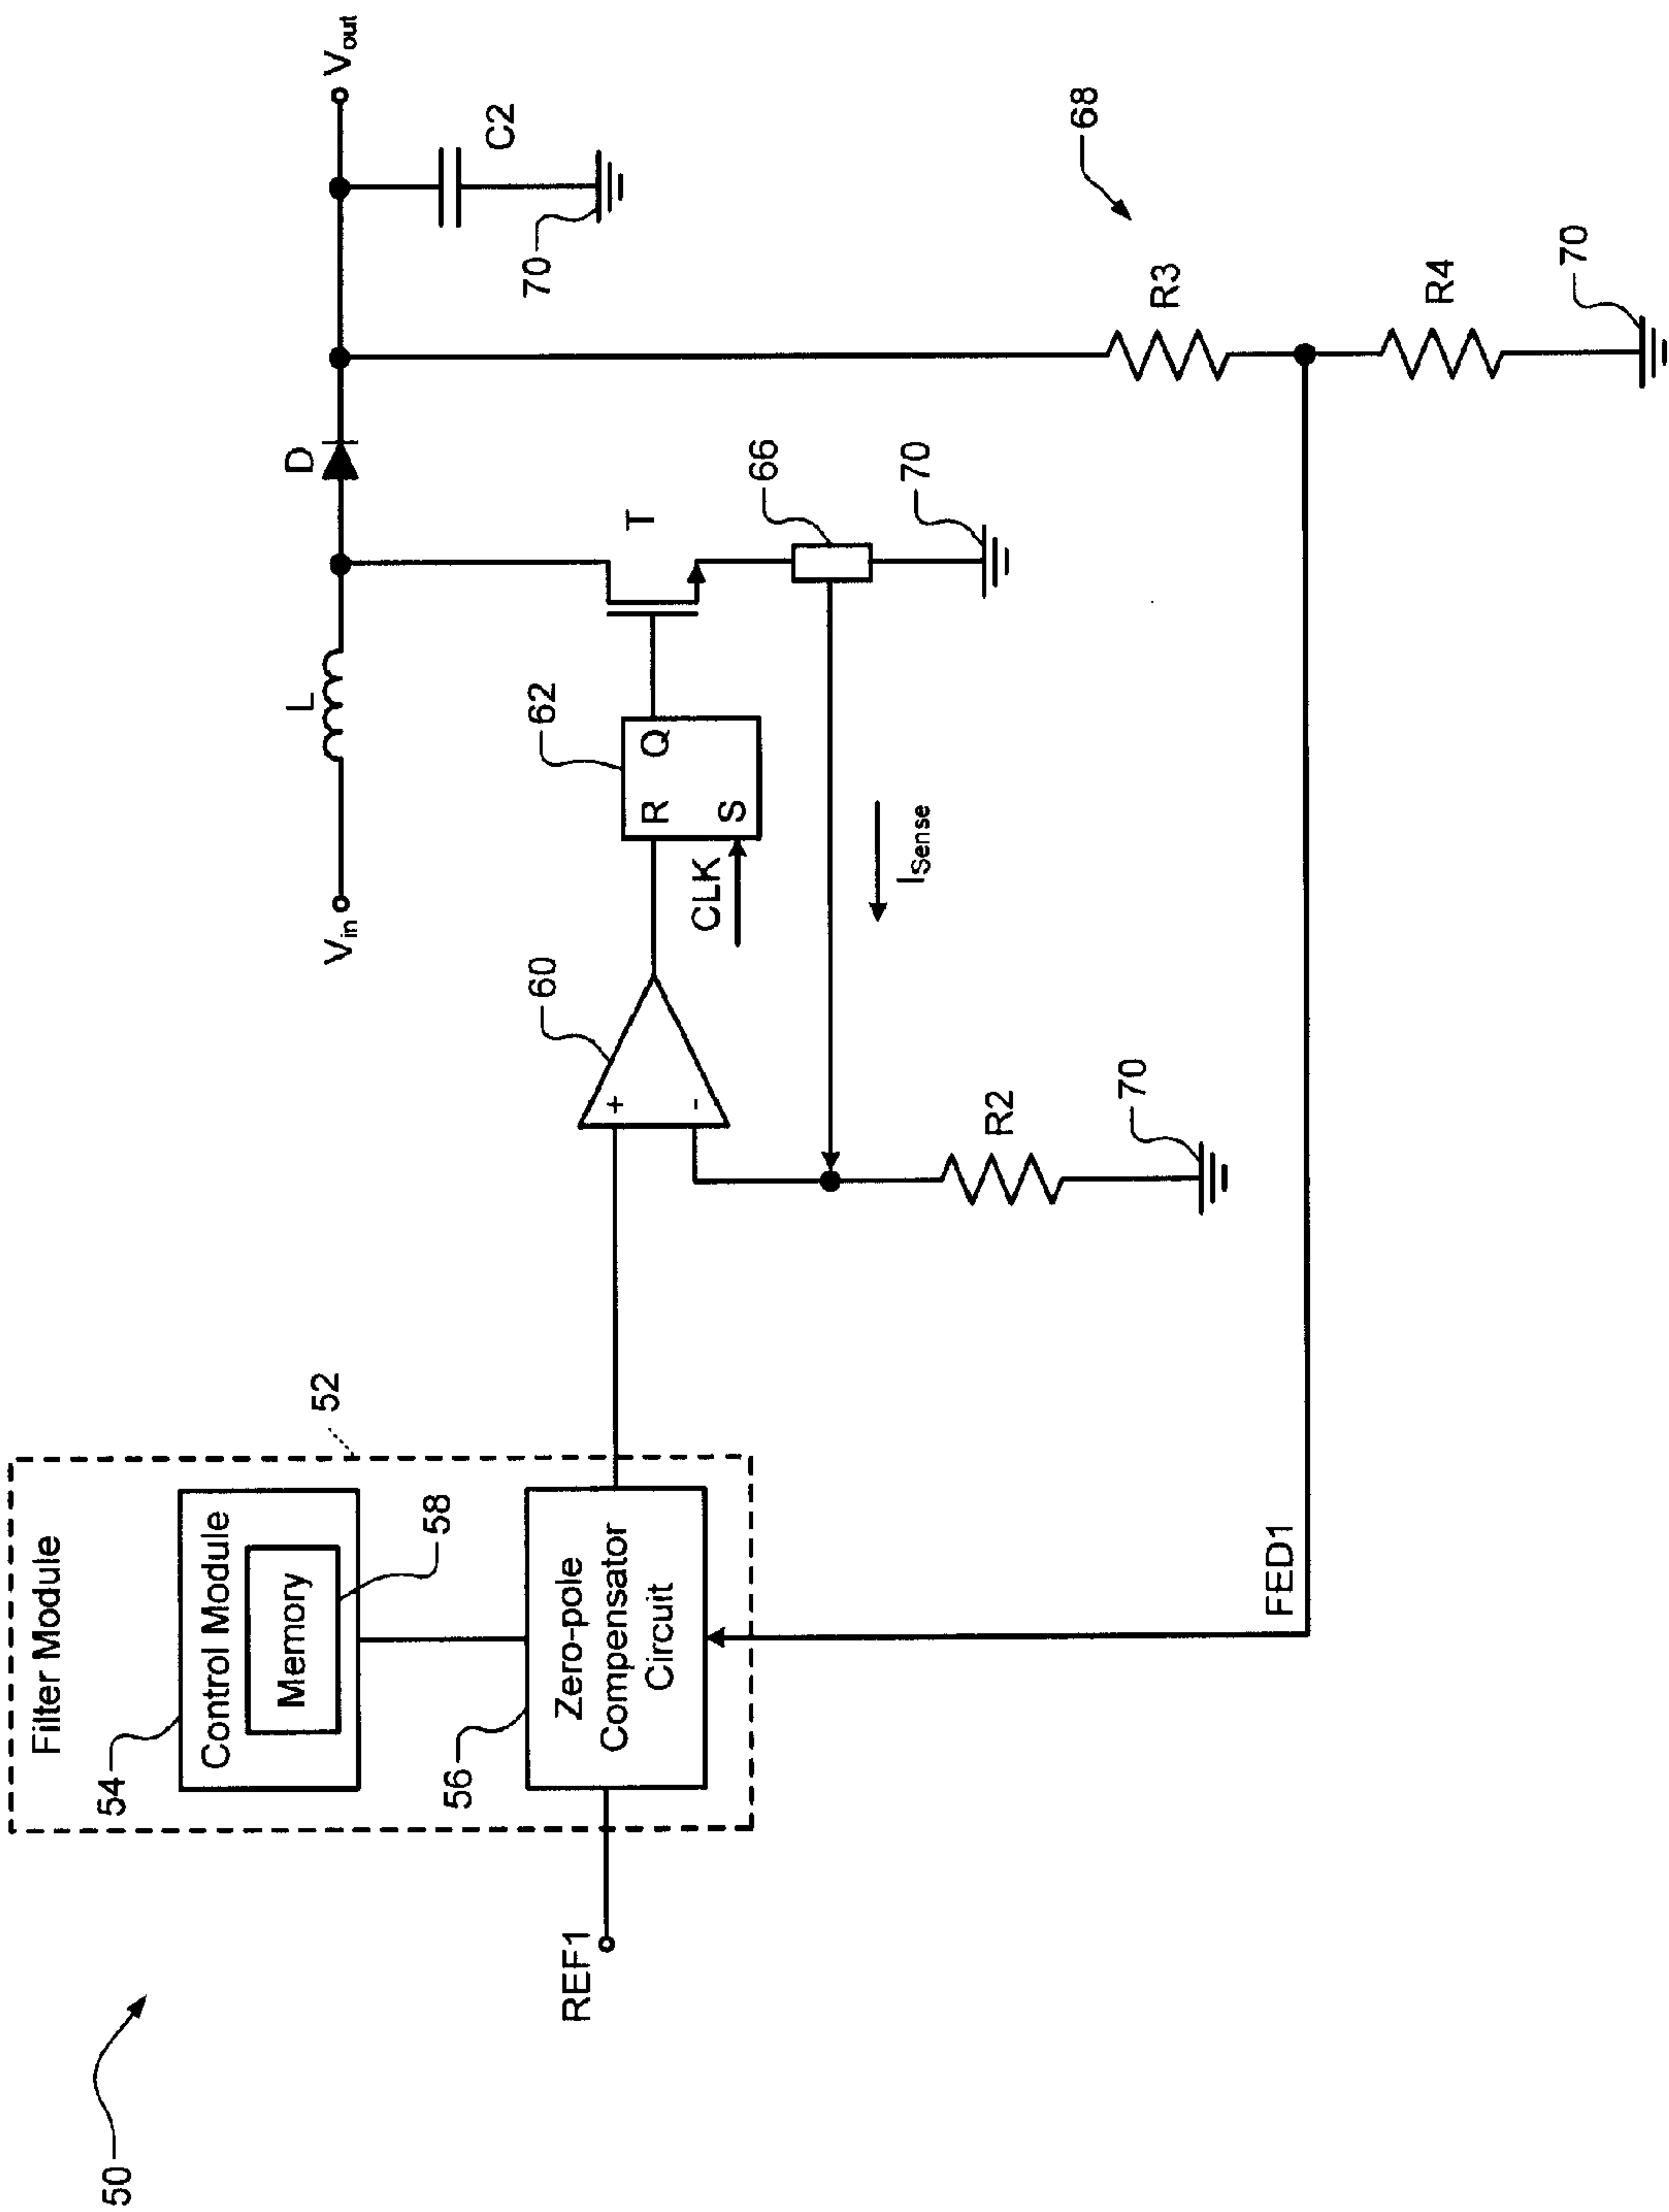 50
Filter Module
52
54
Control Module
Memory
58
56
Zero-pole
Compensator
Circuit
REF1
FED1
60
+
-
R2
70
Vin
L
D
Vout
C2
70
CLK
R
Q
S
62
T
66
70
ISense
68
R3
R4
70